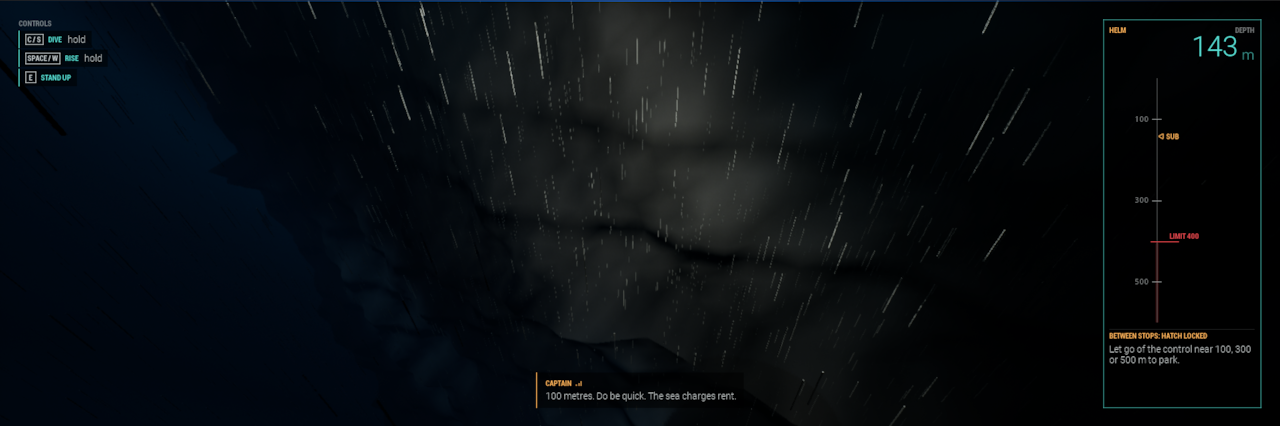 CONTROLS
C/S DIVE hold
SPACE/W RISE hold
E STAND UP
HELM
DEPTH
143 m
100
SUB
300
LIMIT 400
500
BETWEEN STOPS: HATCH LOCKED
Let go of the control near 100, 300
or 500 m to park.
CAPTAIN
100 metres. Do be quick. The sea charges rent.